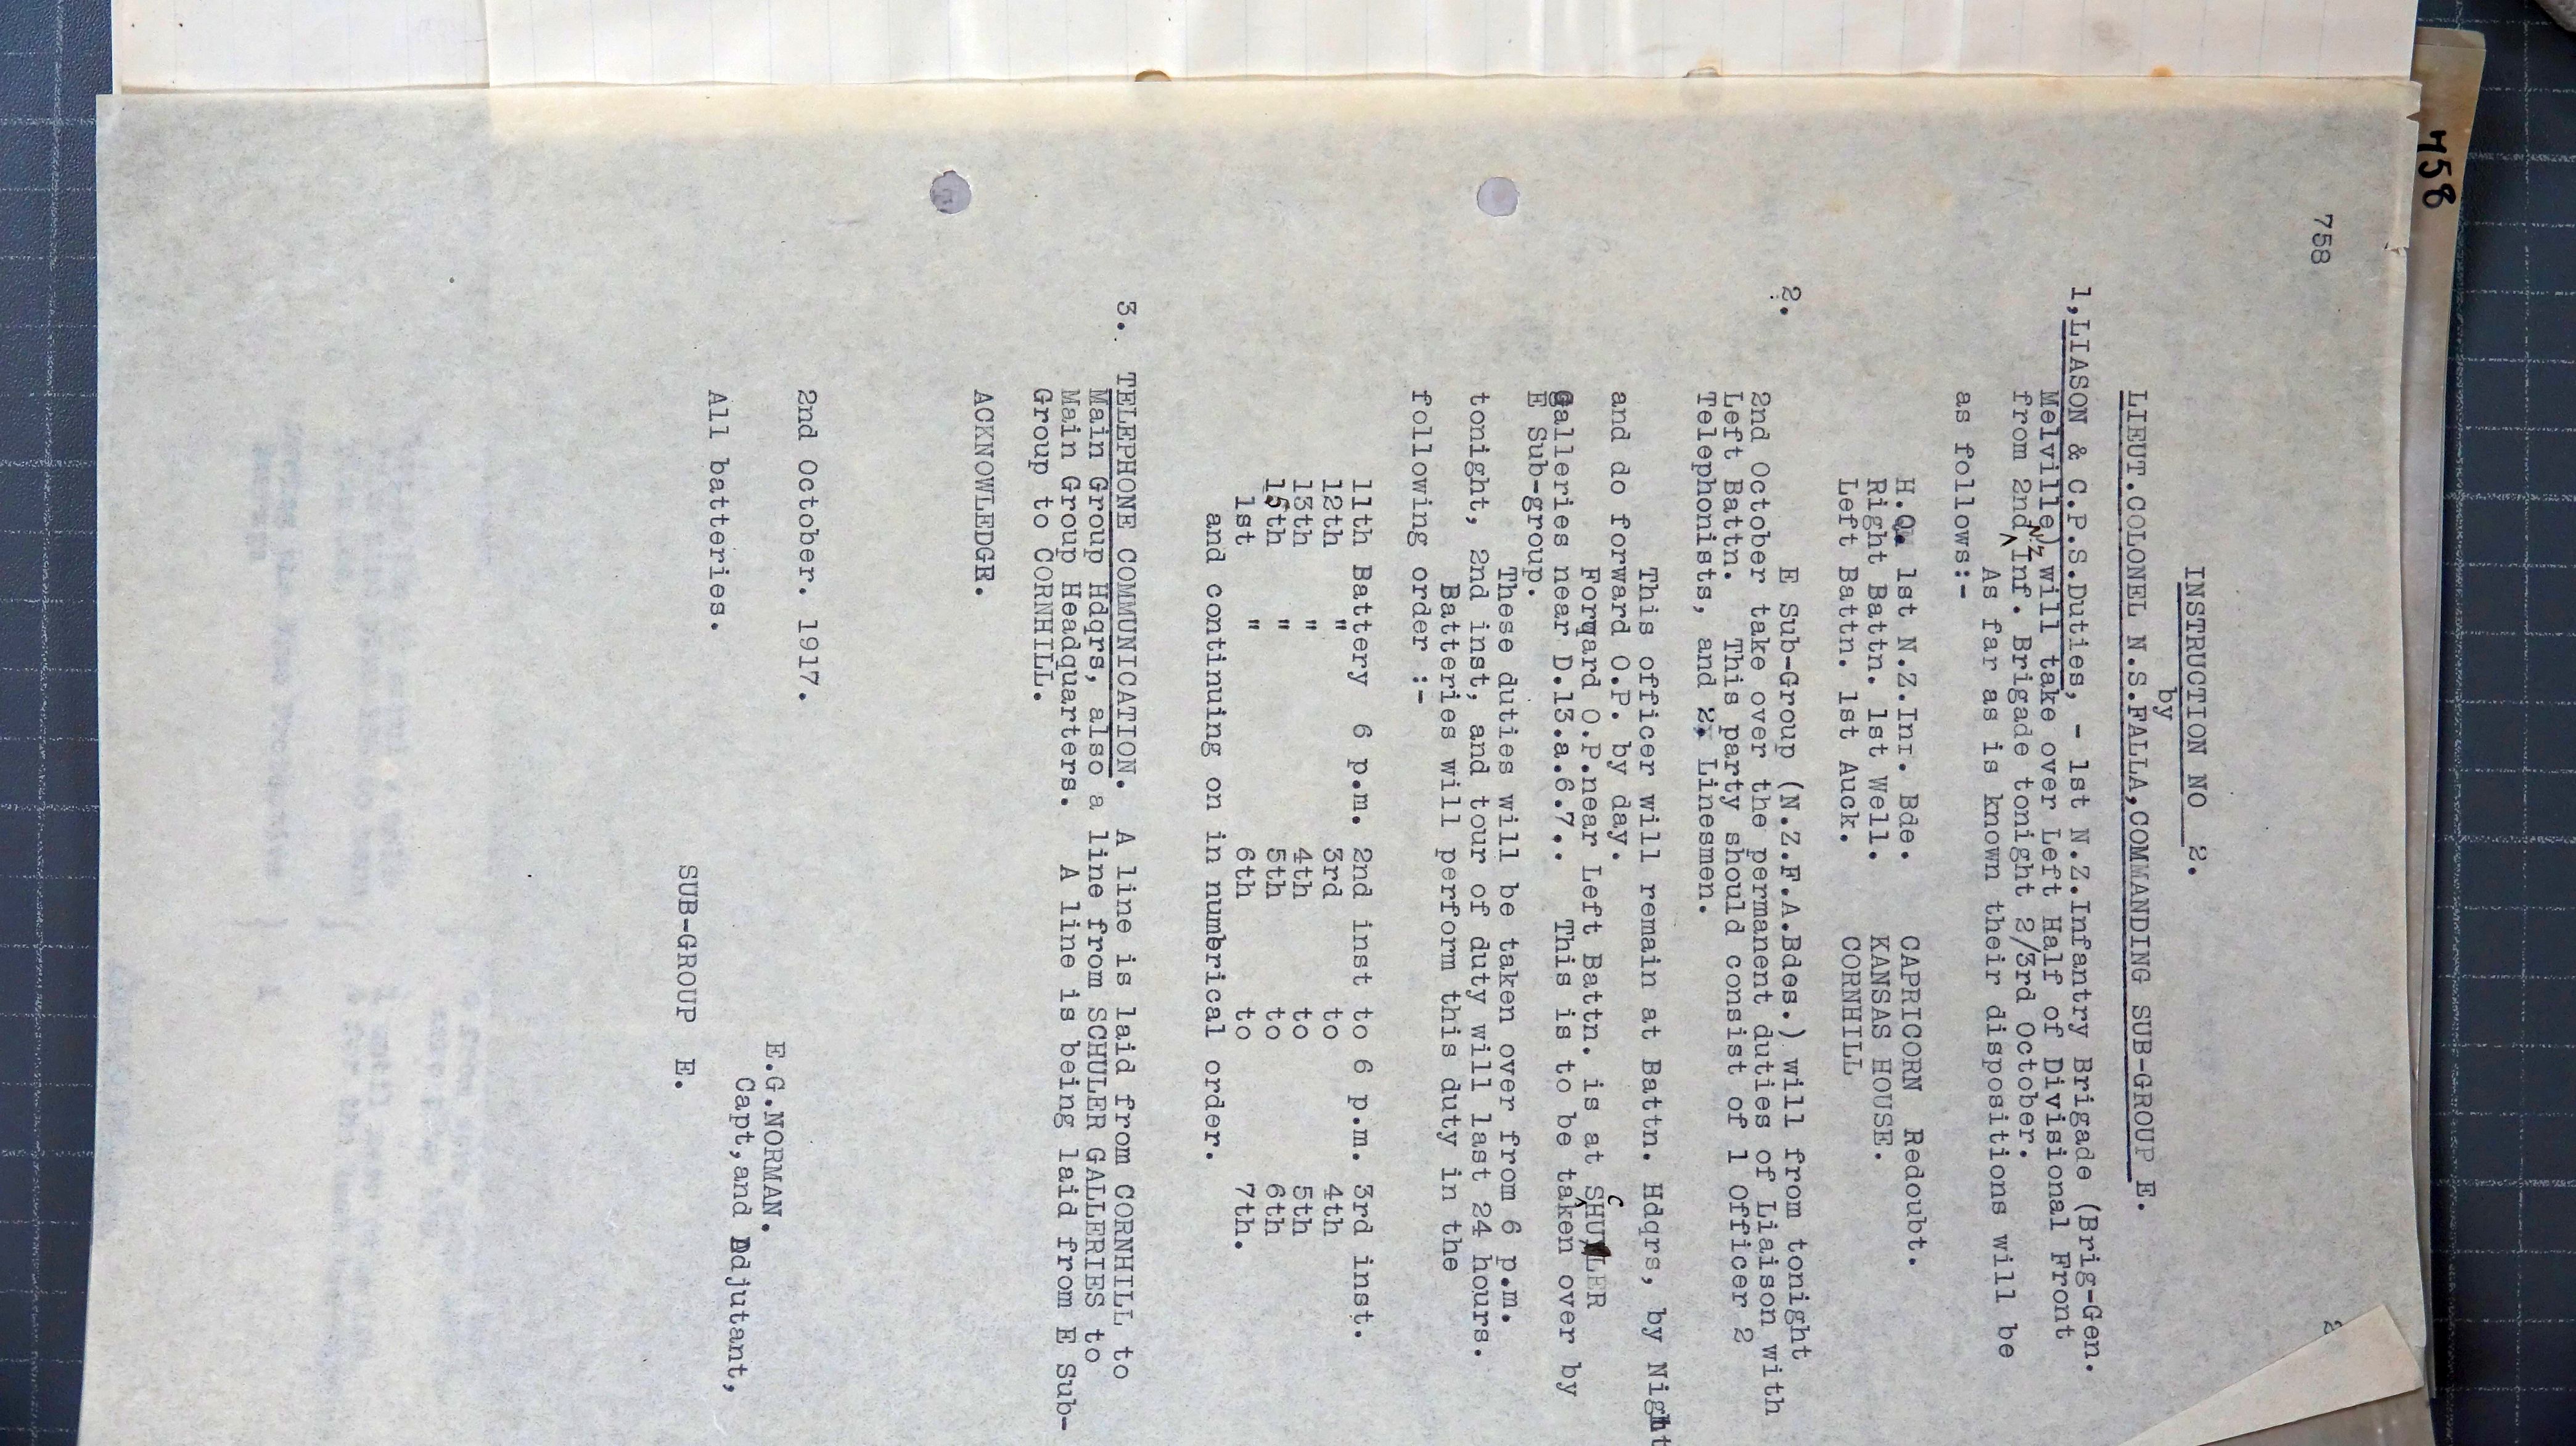 758
758
2
INSTRUCTION NO 2.
by
LIEUT.COLONEL N.S.FALLA,COMMANDING SUB-GROUP E.
1,LIASON & C.P.S.Duties, - 1st N.Z.Infantry Brigade (Brig-Gen.
Melville) will take over Left Half of Divisional Front
from 2nd N.Z Inf. Brigade tonight 2/3rd October.
As far as is known their dispositions will be
as follows:-
H.Q. 1st N.Z.Inf. Bde. CAPRICORN Redoubt.
Right Battn. 1st Well. KANSAS HOUSE.
Left Battn. 1st Auck. CORNHILL
2. E Sub-Group (N.Z.F.A.Bdes.) will from tonight
2nd October take over the permanent duties of Liaison with
Left Battn. This party should consist of 1 Officer 2
Telephonists, and 2 Linesmen.
This officer will remain at Battn. Hdqrs, by Night
and do forward O.P. by day.
Forward O.P.near Left Battn. is at SCHULER
Galleries near D.13.a.6.7.. This is to be taken over by
E Sub-group.
These duties will be taken over from 6 p.m.
tonight, 2nd inst, and tour of duty will last 24 hours.
Batteries will perform this duty in the
following order :-
11th Battery 6 p.m. 2nd inst to 6 p.m. 3rd inst.
12th " 3rd to 4th
13th " 4th to 5th
15th " 5th to 6th
1st " 6th to 7th.
and continuing on in numbrical order.
3. TELEPHONE COMMUNICATION. A line is laid from CORNHILL to
Main Group Hdqrs, also a line from SCHULER GALLERIES to
Main Group Headquarters. A line is being laid from E Sub-
Group to CORNHILL.
ACKNOWLEDGE.
2nd October. 1917.
E.G.NORMAN.
Capt,and Adjutant,
All batteries.
SUB-GROUP E.